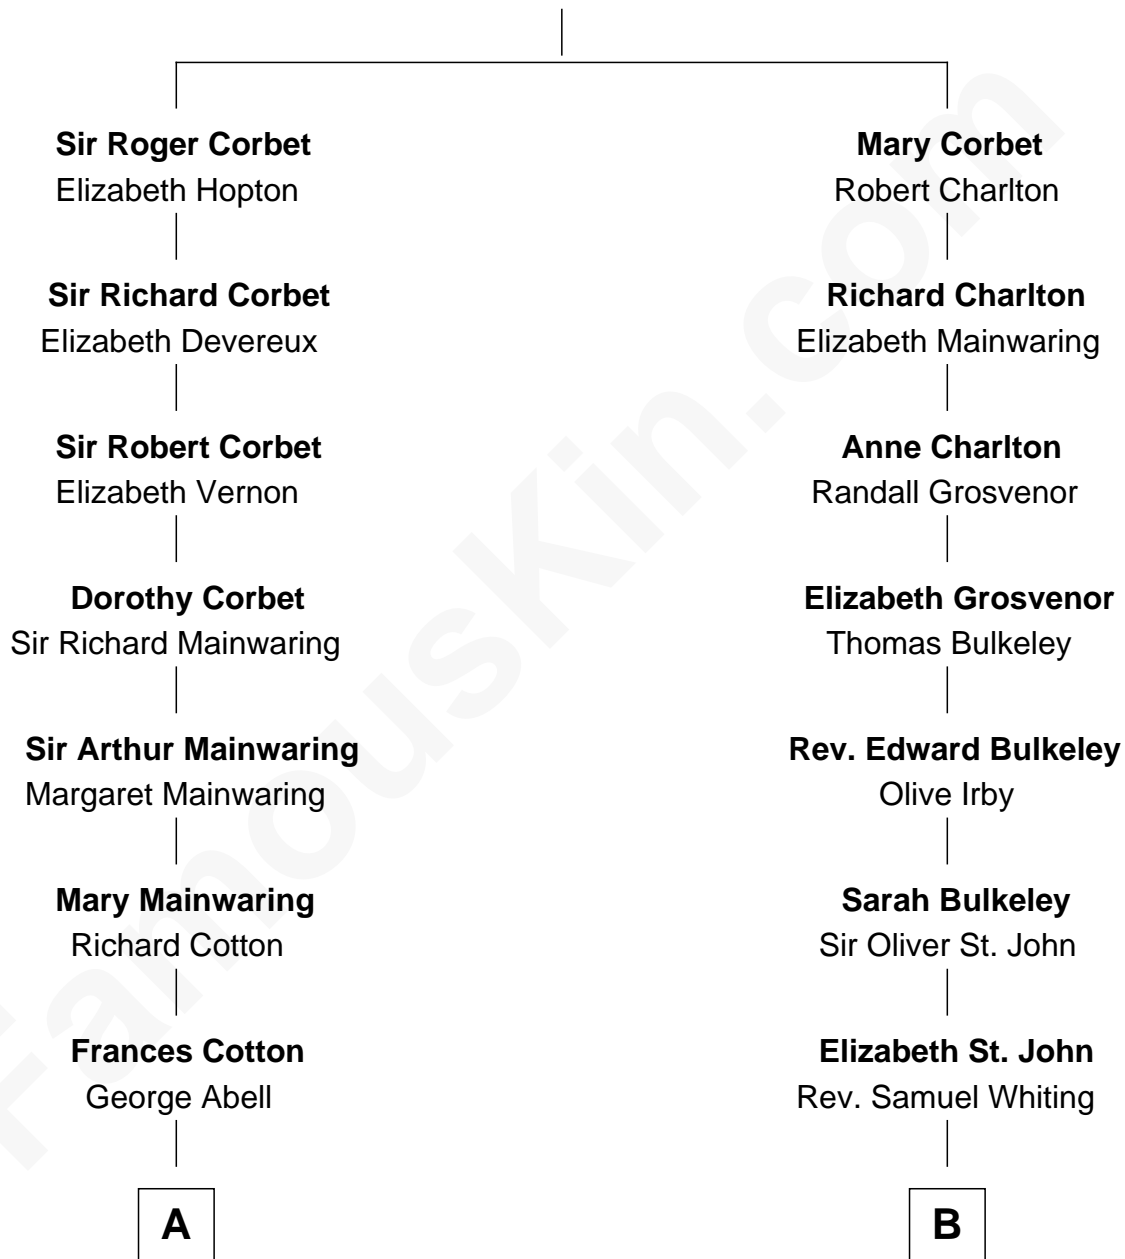 Sir Roger Corbet
Elizabeth Hopton
Sir Richard Corbet
Elizabeth Devereux
Sir Robert Corbet
Elizabeth Vernon
Dorothy Corbet
Sir Richard Mainwaring
Sir Arthur Mainwaring
Margaret Mainwaring
Mary Mainwaring
Richard Cotton
Frances Cotton
George Abell
A
Mary Corbet
Robert Charlton
Richard Charlton
Elizabeth Mainwaring
Anne Charlton
Randall Grosvenor
Elizabeth Grosvenor
Thomas Bulkeley
Rev. Edward Bulkeley
Olive Irby
Sarah Bulkeley
Sir Oliver St. John
Elizabeth St. John
Rev. Samuel Whiting
B
FamousKin.com